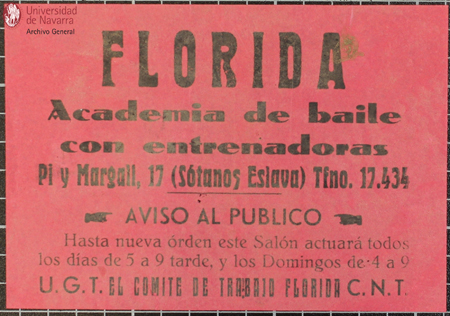 Universidad
de Navarra
Archivo General
FLORIDA
Academia de baile
con entrenadoras
Pi y Margall, 17 (Sótanos Eslava) Tfno. 17.434
AVISO AL PUBLICO
Hasta nueva órden este Salón actuará todos
los días de 5 a 9 tarde, y los Domingos de 4 a 9
U.G.T. EL COMITE DE TRABAJO FLORIDA C.N.T.